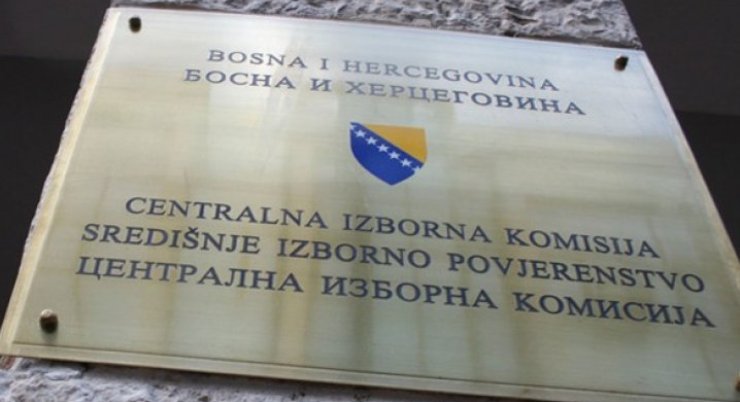 BOSNA I HERCEGOVINA
БОСНА И ХЕРЦЕГОВИНА
CENTRALNA IZBORNA KOMISIJA
SREDIŠNJE IZBORNO POVJERENSTVO
ЦЕНТРАЛНА ИЗБОРНА КОМИСИЈА